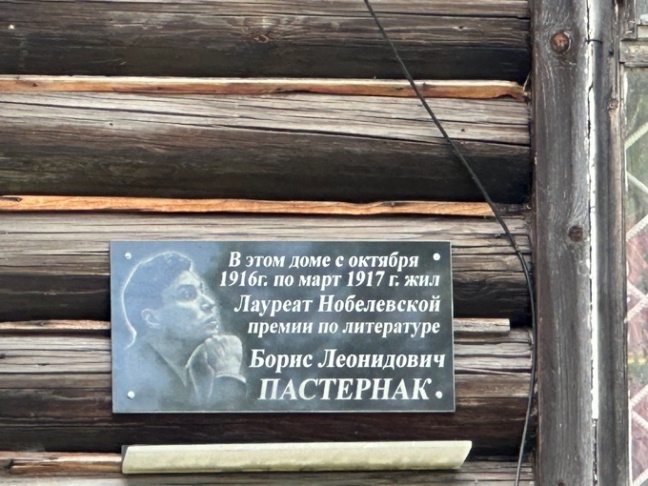 В этом доме с октября
1916г. по март 1917 г. жил
Лауреат Нобелевской
премии по литературе
Борис Леонидович
ПАСТЕРНАК